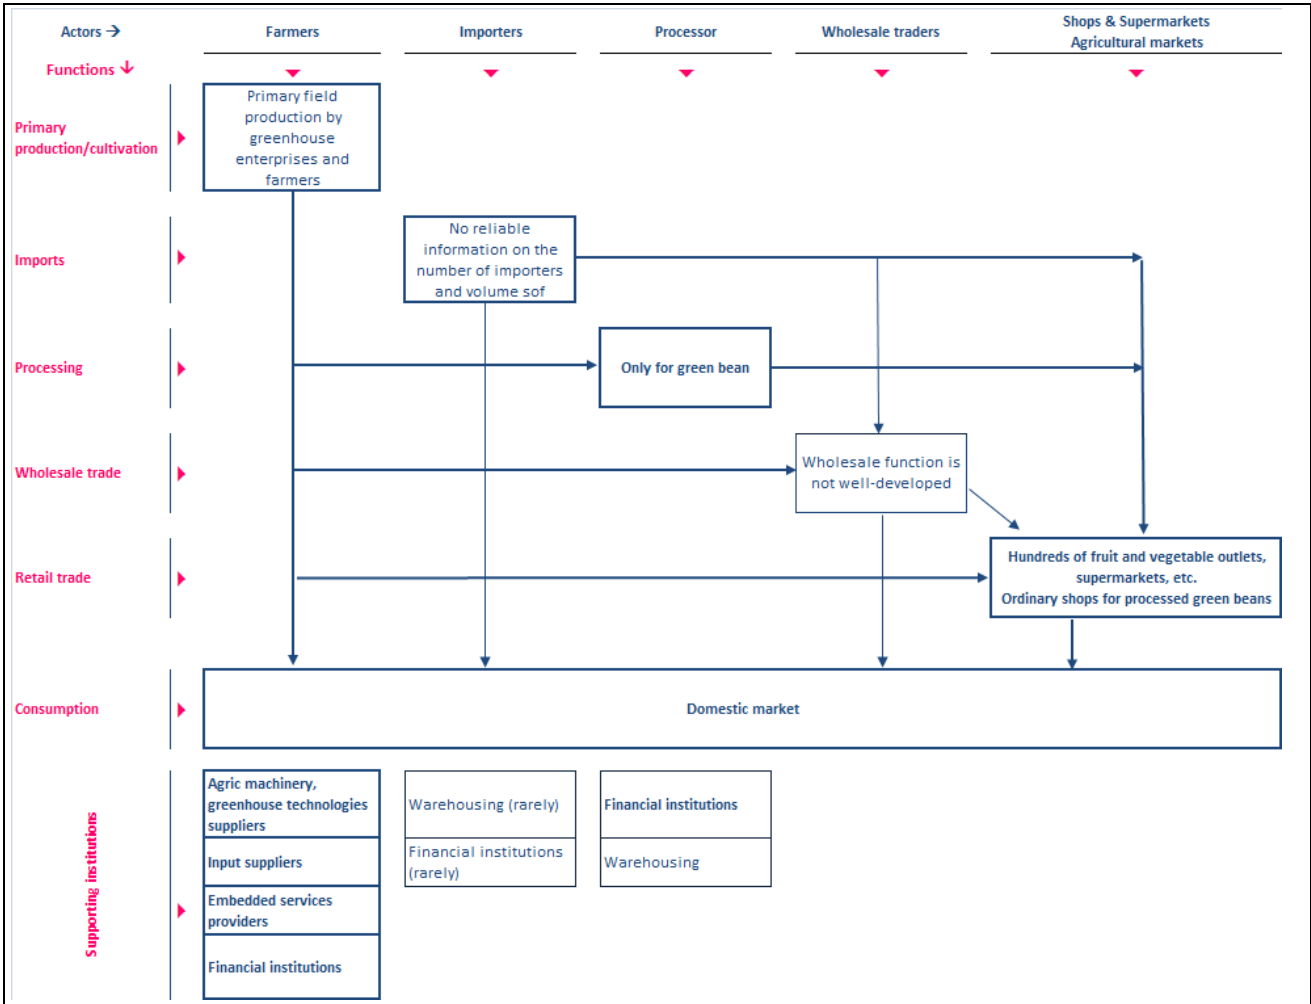 Actors →
Farmers
Importers
Processor
Wholesale traders
Shops & Supermarkets
Agricultural markets
Functions ↓
Primary
production/cultivation
Primary field
production by
greenhouse
enterprises and
farmers
Imports
No reliable
information on the
number of importers
and volume sof
Processing
Only for green bean
Wholesale trade
Wholesale function is
not well-developed
Retail trade
Hundreds of fruit and vegetable outlets,
supermarkets, etc.
Ordinary shops for processed green beans
Consumption
Domestic market
Supporting institutions
Agric machinery,
greenhouse technologies
suppliers
Input suppliers
Embedded services
providers
Financial institutions
Warehousing (rarely)
Financial institutions
(rarely)
Financial institutions
Warehousing